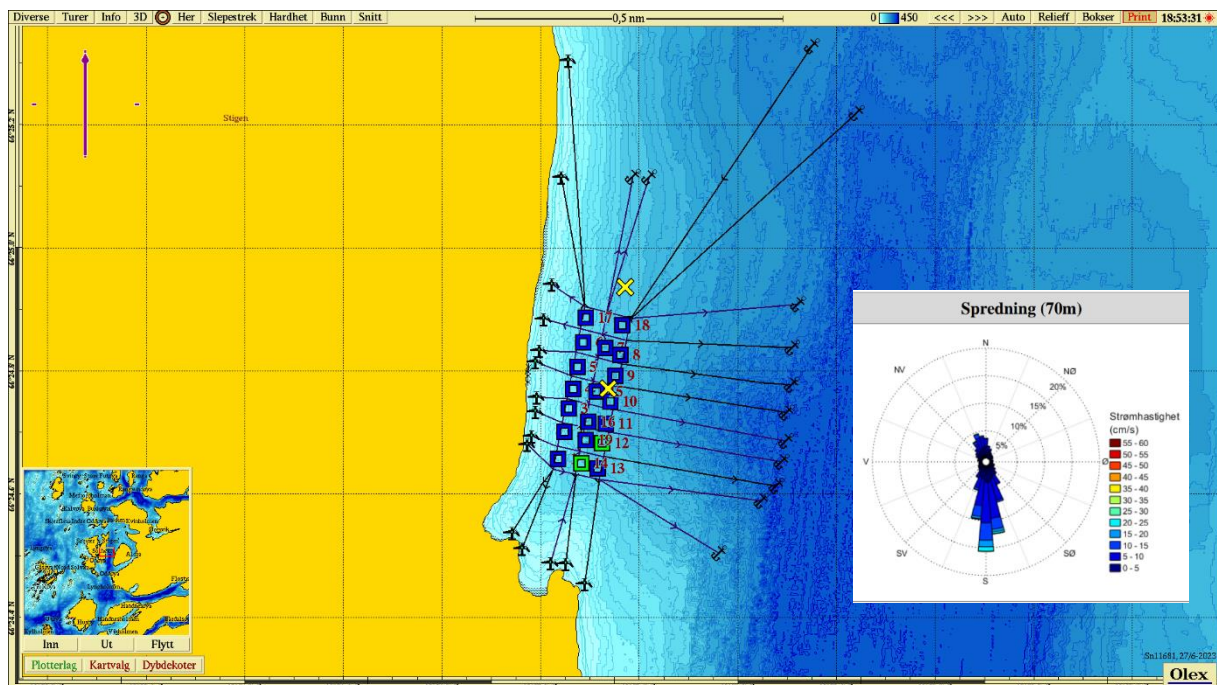 Diverse Turer Info 3D Her Slepestrek Hardhet Bunn Snitt 0,5 nm 0 450 <<< >>> Auto Relieff Bokser Print 18:53:31
Stigen
17
18
7
8
5
9
5
10
3
16
11
19
12
14
13
Spredning (70m)
N
NV
NØ
20%
15%
10%
5%
V
Ø
SV
SØ
S
Strømhastighet
(cm/s)
55 - 60
50 - 55
45 - 50
40 - 45
35 - 40
30 - 35
25 - 30
20 - 25
15 - 20
10 - 15
5 - 10
0 - 5
Inn Ut Flytt
Plotterlag Kartvalg Dybdekoter
Sn11681, 27/6-2023
Olex